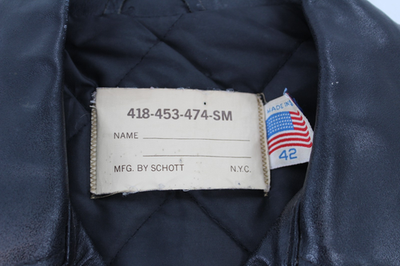 418-453-474-SM
NAME
MFG. BY SCHOTT N.Y.C.
MADE IN
42